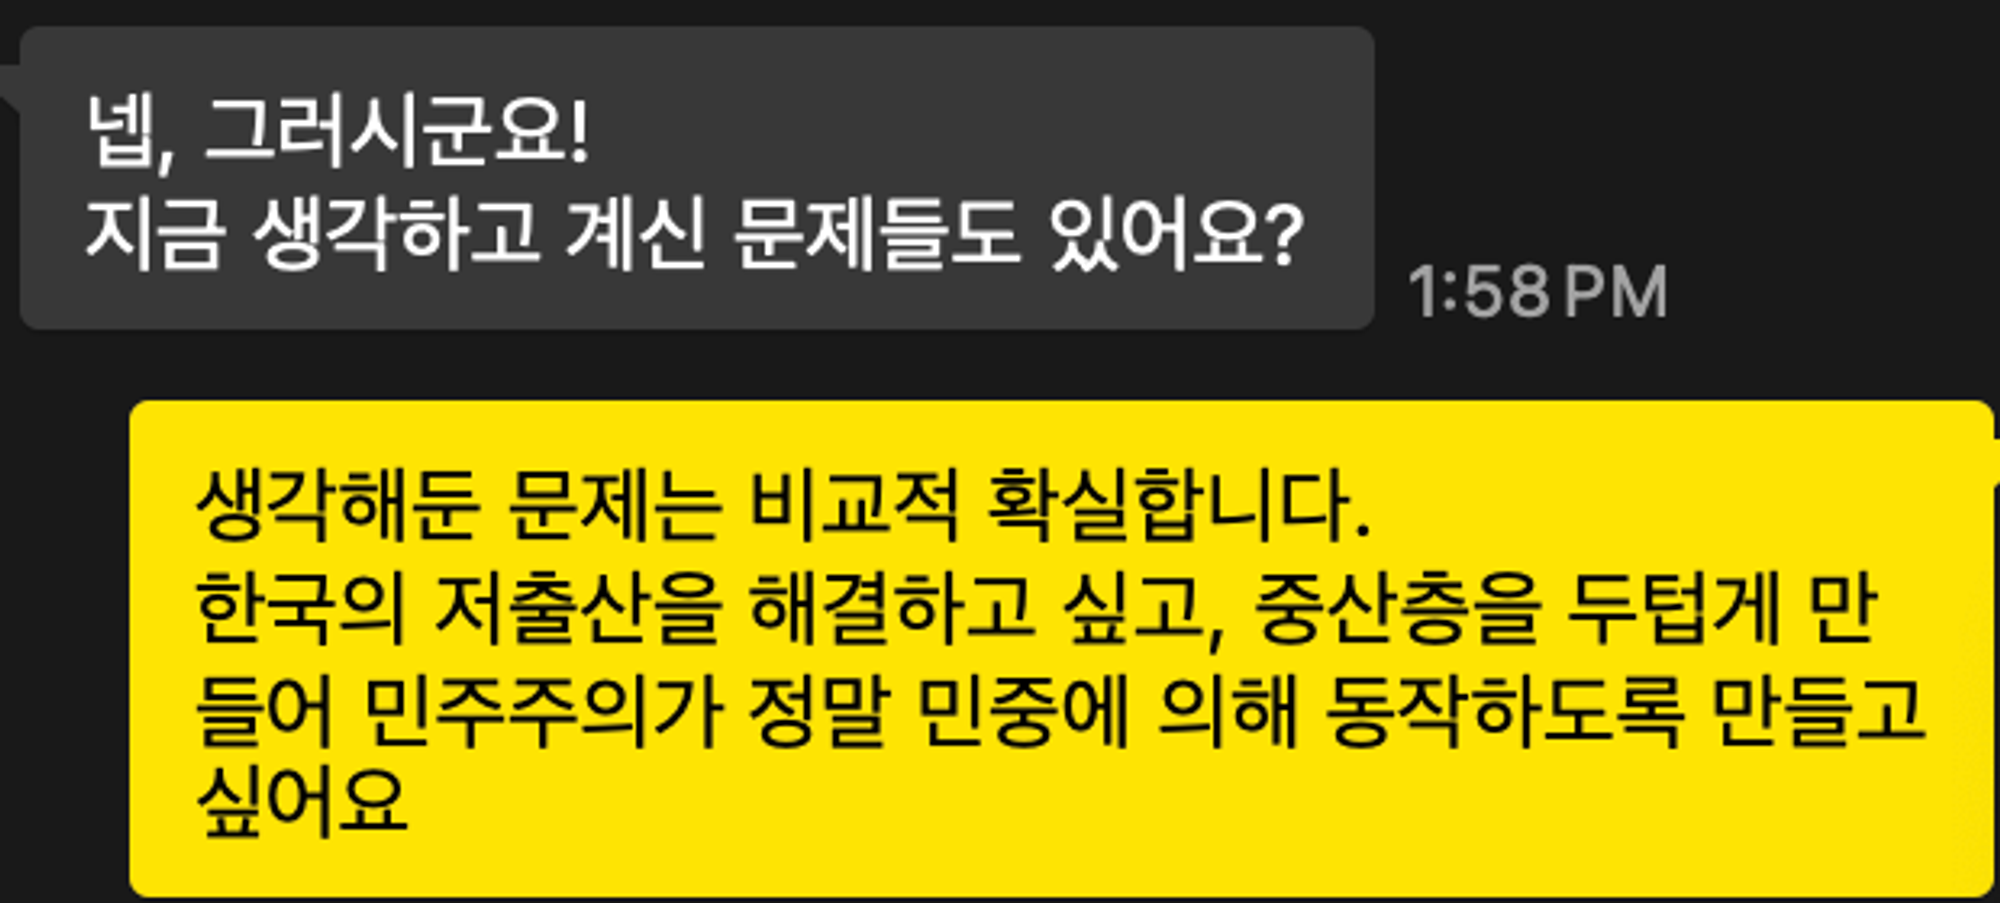 넵, 그러시군요!
지금 생각하고 계신 문제들도 있어요?
1:58 PM
생각해둔 문제는 비교적 확실합니다.
한국의 저출산을 해결하고 싶고, 중산층을 두텁게 만
들어 민주주의가 정말 민중에 의해 동작하도록 만들고
싶어요